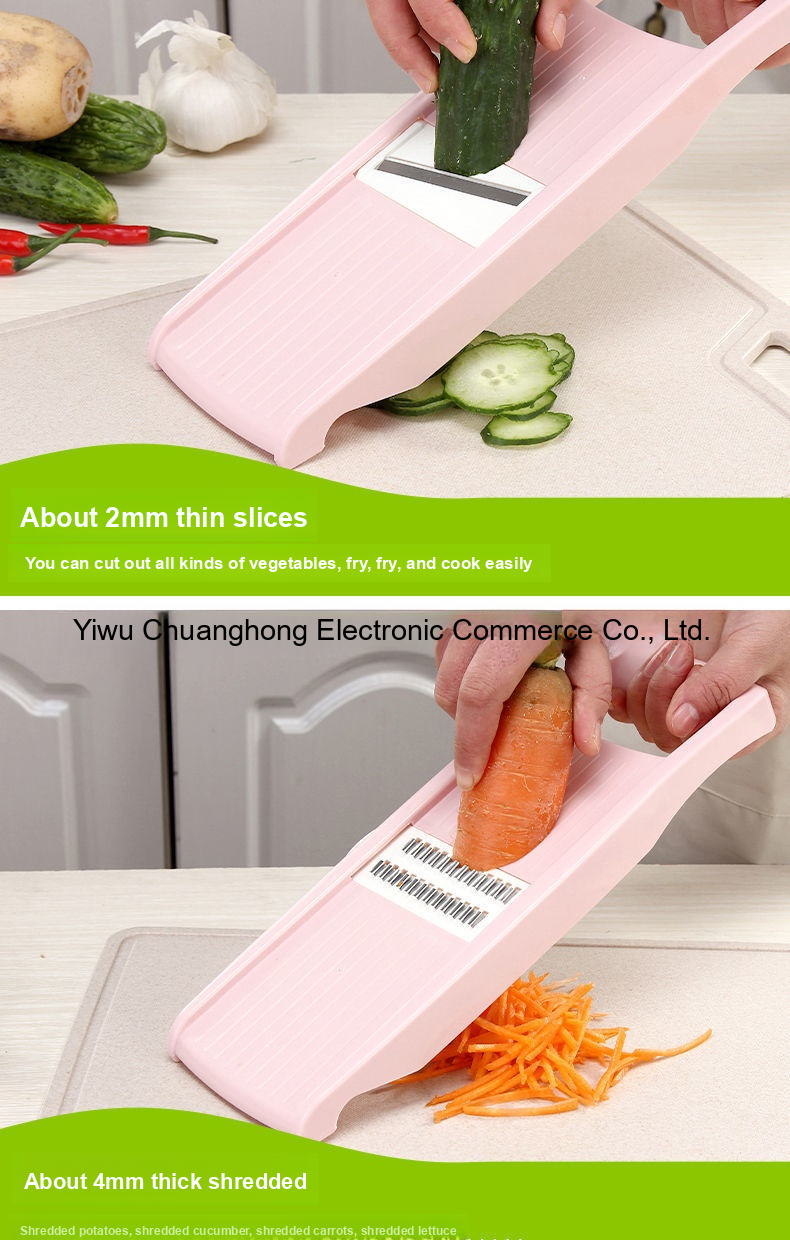 About 2mm thin slices
You can cut out all kinds of vegetables, fry, fry, and cook easily
Yiwu Chuanghong Electronic Commerce Co., Ltd.
About 4mm thick shredded
Shredded potatoes, shredded cucumber, shredded carrots, shredded lettuce